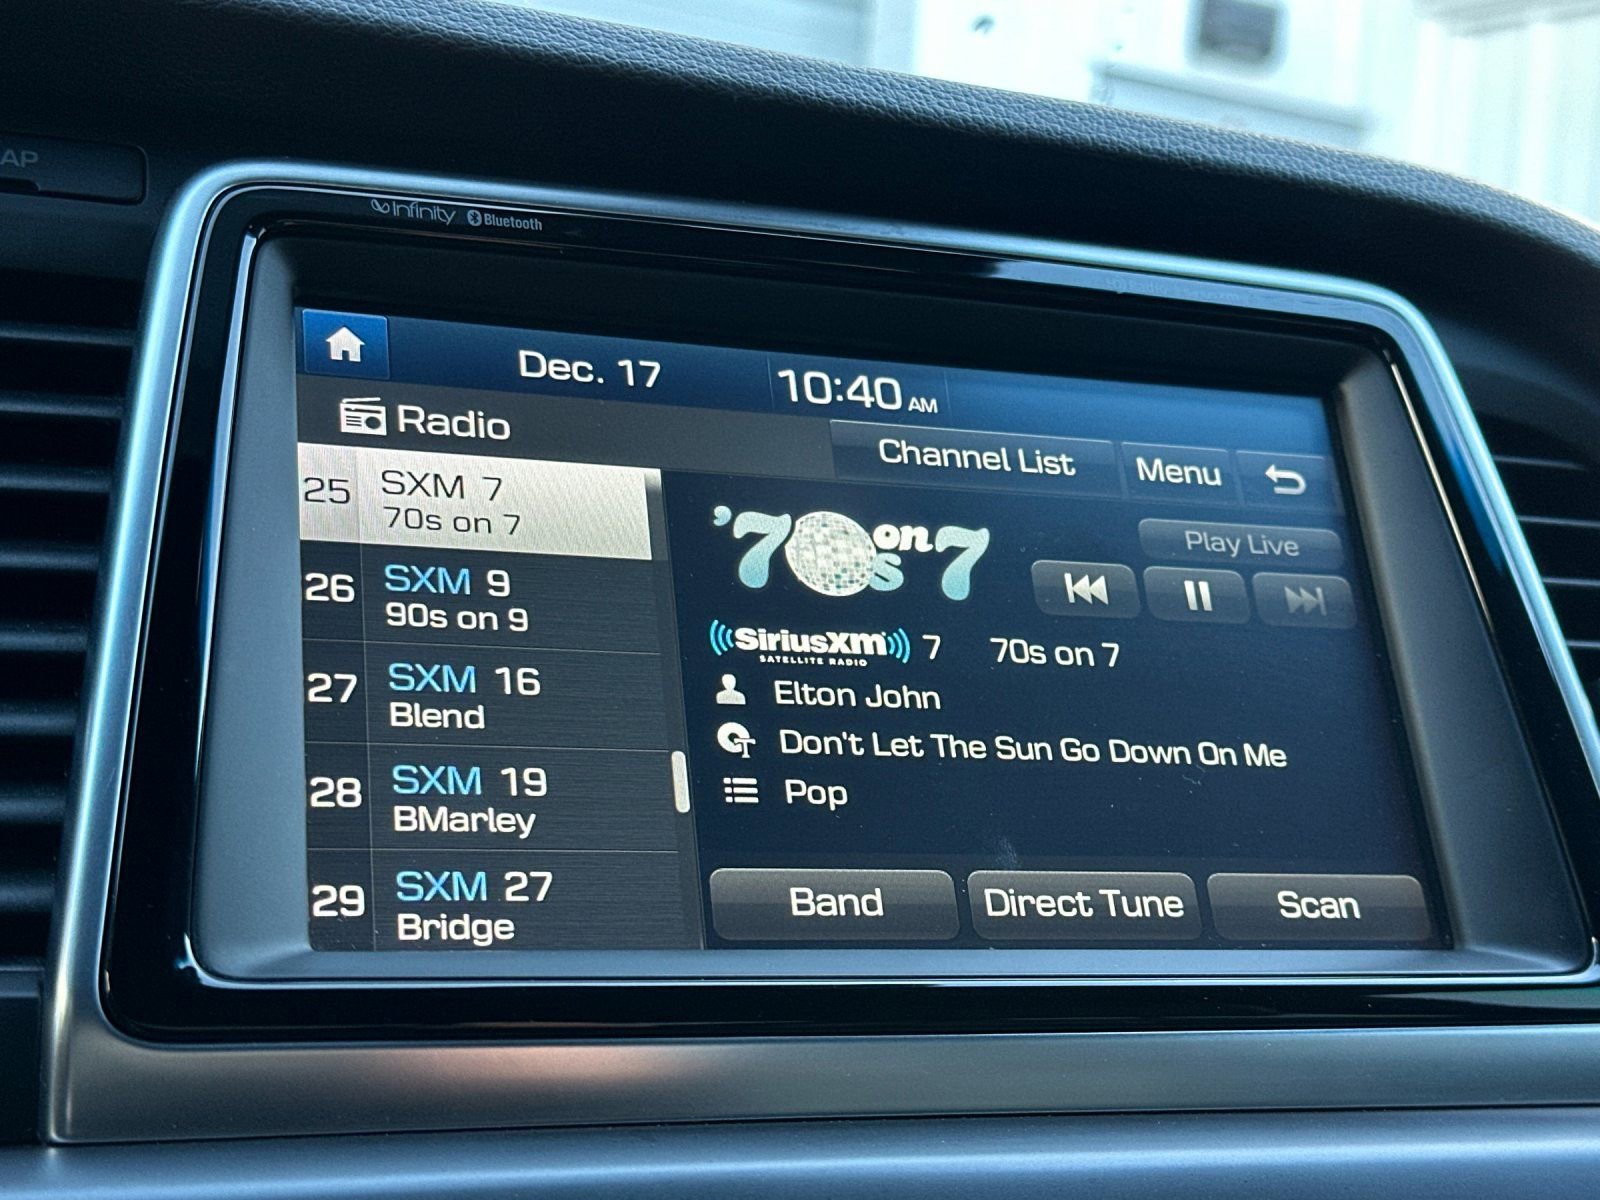 AP
Infinity Bluetooth
Dec. 17 10:40 AM
Radio
Channel List Menu
25 SXM 7
70s on 7
26 SXM 9
90s on 9
27 SXM 16
Blend
28 SXM 19
BMarley
29 SXM 27
Bridge
'70s on 7
Play Live
((SiriusXM)) 7 70s on 7
SATELLITE RADIO
Elton John
Don't Let The Sun Go Down On Me
Pop
Band Direct Tune Scan